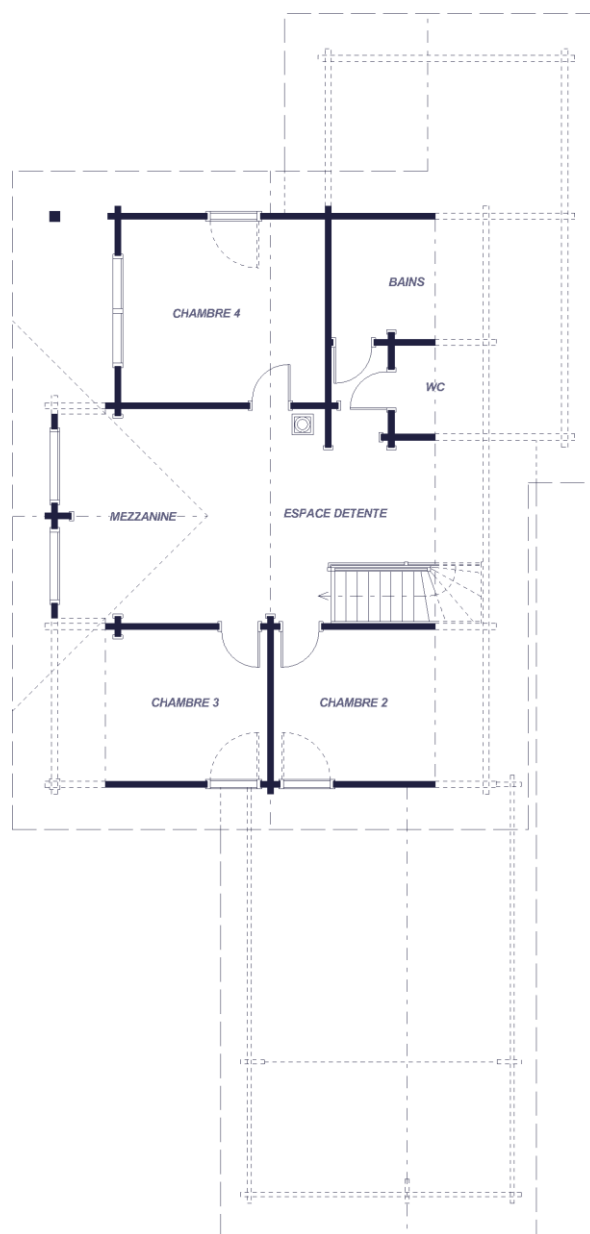 BAINS
CHAMBRE 4
WC
MEZZANINE
ESPACE DETENTE
CHAMBRE 3
CHAMBRE 2